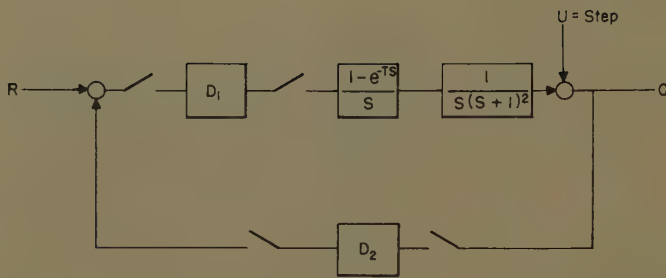 U = Step
R
D₁
1 - e^-TS
S
1
S(S + 1)²
C
D₂